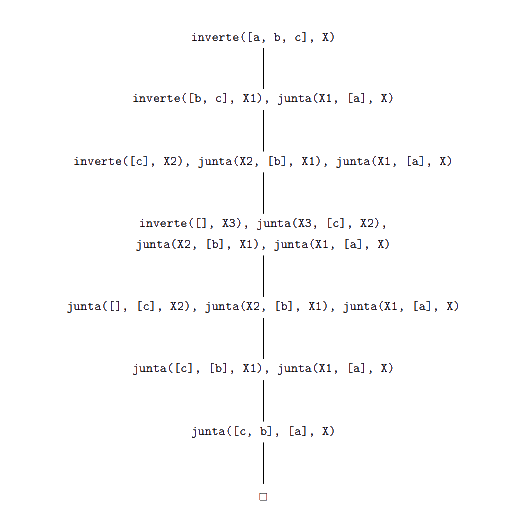 inverte([a, b, c], X)
inverte([b, c], X1), junta(X1, [a], X)
inverte([c], X2), junta(X2, [b], X1), junta(X1, [a], X)
inverte([], X3), junta(X3, [c], X2),
junta(X2, [b], X1), junta(X1, [a], X)
junta([], [c], X2), junta(X2, [b], X1), junta(X1, [a], X)
junta([c], [b], X1), junta(X1, [a], X)
junta([c, b], [a], X)